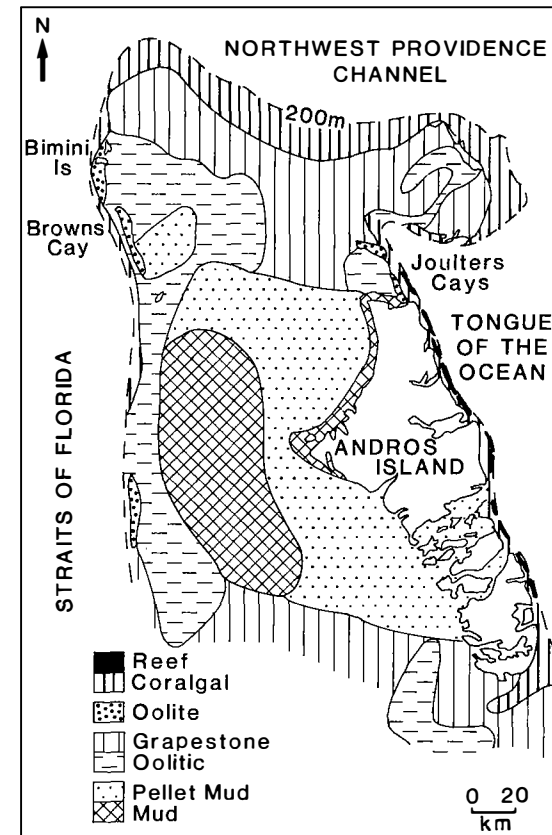 N
NORTHWEST PROVIDENCE
CHANNEL
200m
Bimini
Is
Browns
Cay
Joulters
Cays
TONGUE
OF THE
OCEAN
STRAITS OF FLORIDA
ANDROS
ISLAND
Reef
Coralgal
Oolite
Grapestone
Oolitic
Pellet Mud
Mud
0 20
km